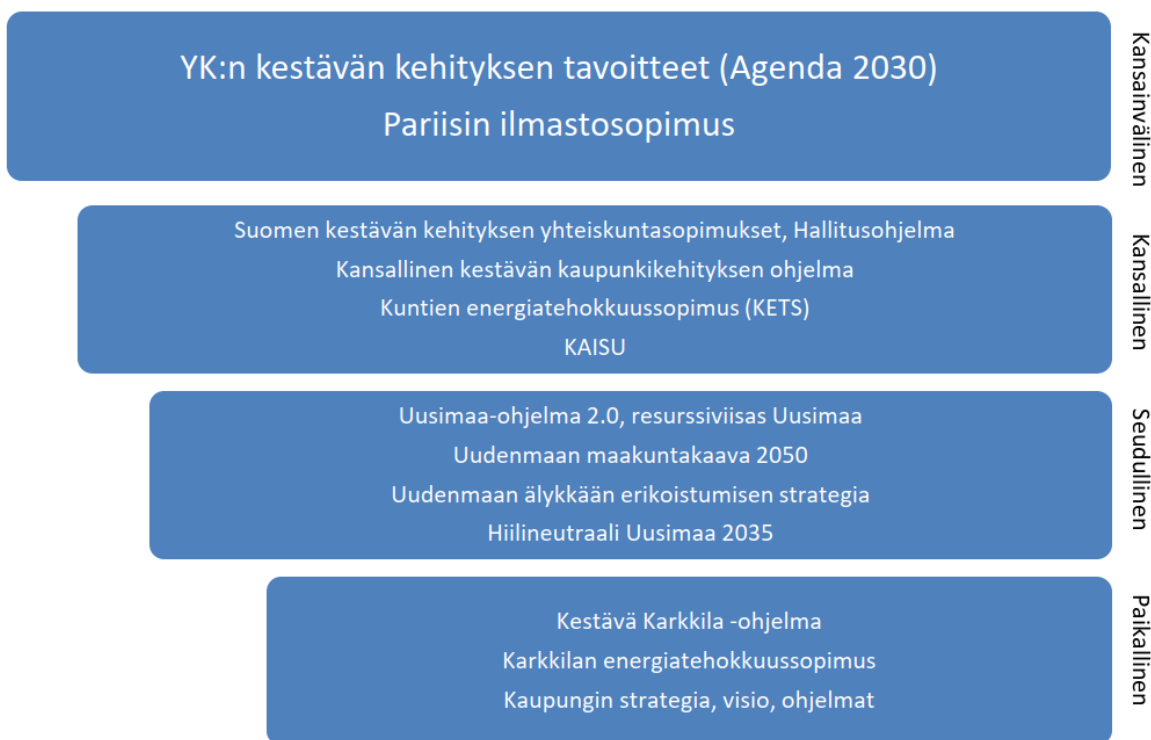 YK:n kestävän kehityksen tavoitteet (Agenda 2030)
Pariisin ilmastosopimus
Kansainvälinen
Suomen kestävän kehityksen yhteiskuntasopimukset, Hallitusohjelma
Kansallinen kestävän kaupunkikehityksen ohjelma
Kuntien energiatehokkuussopimus (KETS)
KAISU
Kansallinen
Uusimaa-ohjelma 2.0, resurssiviisas Uusimaa
Uudenmaan maakuntakaava 2050
Uudenmaan älykkään erikoistumisen strategia
Hiilineutraali Uusimaa 2035
Seudullinen
Kestävä Karkkila -ohjelma
Karkkilan energiatehokkuussopimus
Kaupungin strategia, visio, ohjelmat
Paikallinen